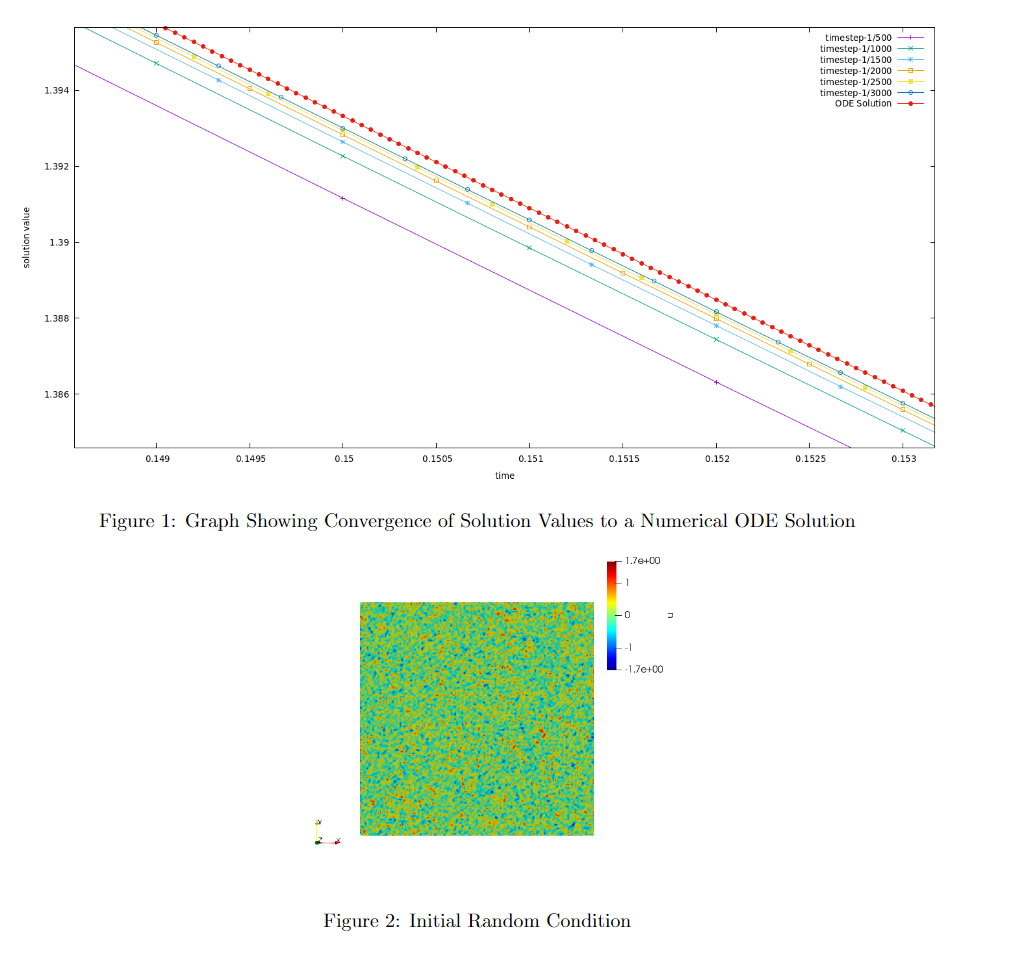 timestep-1/500
timestep-1/1000
timestep-1/1500
timestep-1/2000
timestep-1/2500
timestep-1/3000
ODE Solution
1.394
1.392
1.39
1.388
1.386
solution value
0.149 0.1495 0.15 0.1505 0.151 0.1515 0.152 0.1525 0.153
time
Figure 1: Graph Showing Convergence of Solution Values to a Numerical ODE Solution
1.7e+00
1
0
-1
-1.7e+00
u
Y
Z X
Figure 2: Initial Random Condition